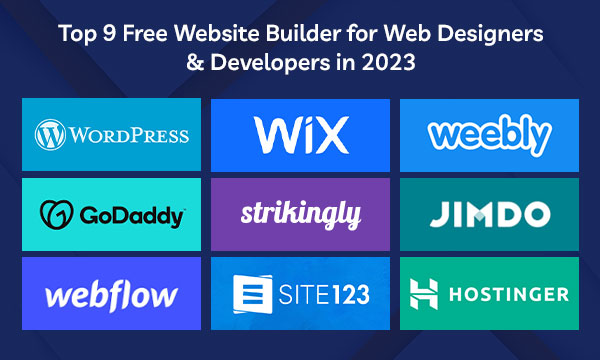 Top 9 Free Website Builder for Web Designers
& Developers in 2023
WORDPRESS
WiX
weebly
GoDaddy
strikingly
JIMDO
webflow
SITE123
HOSTINGER